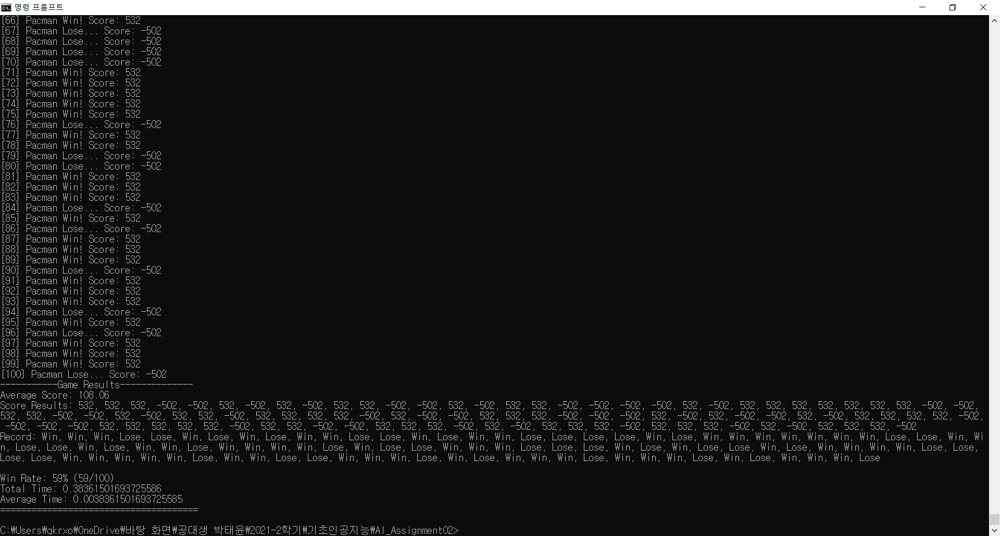 명령 프롬프트
[66] Pacman Win! Score: 532
[67] Pacman Lose... Score: -502
[68] Pacman Lose... Score: -502
[69] Pacman Lose... Score: -502
[70] Pacman Lose... Score: -502
[71] Pacman Win! Score: 532
[72] Pacman Win! Score: 532
[73] Pacman Win! Score: 532
[74] Pacman Win! Score: 532
[75] Pacman Win! Score: 532
[76] Pacman Lose... Score: -502
[77] Pacman Win! Score: 532
[78] Pacman Win! Score: 532
[79] Pacman Lose... Score: -502
[80] Pacman Lose... Score: -502
[81] Pacman Win! Score: 532
[82] Pacman Win! Score: 532
[83] Pacman Win! Score: 532
[84] Pacman Lose... Score: -502
[85] Pacman Win! Score: 532
[86] Pacman Lose... Score: -502
[87] Pacman Win! Score: 532
[88] Pacman Win! Score: 532
[89] Pacman Win! Score: 532
[90] Pacman Lose... Score: -502
[91] Pacman Win! Score: 532
[92] Pacman Win! Score: 532
[93] Pacman Win! Score: 532
[94] Pacman Lose... Score: -502
[95] Pacman Win! Score: 532
[96] Pacman Lose... Score: -502
[97] Pacman Win! Score: 532
[98] Pacman Win! Score: 532
[99] Pacman Win! Score: 532
[100] Pacman Lose... Score: -502
-----------Game Results--------------
Average Score: 108.06
Score Results: 532, 532, 532, -502, -502, 532, -502, 532, -502, 532, 532, -502, -502, 532, -502, 532, 532, -502, -502, -502, -502, 532, -502, 532, 532, 532, 532, 532, 532, 532, -502, -502,
532, 532, -502, -502, 532, -502, 532, 532, -502, 532, 532, 532, 532, -502, 532, -502, -502, 532, 532, 532, -502, -502, -502, 532, -502, 532, -502, -502, 532, -502, 532, 532, 532, 532, -502,
-502, -502, -502, 532, 532, 532, 532, 532, -502, 532, 532, -502, -502, 532, 532, 532, -502, 532, -502, 532, 532, 532, -502, 532, 532, 532, -502, 532, -502, 532, 532, 532, -502
Record: Win, Win, Win, Lose, Lose, Win, Lose, Win, Lose, Win, Win, Lose, Lose, Win, Lose, Win, Win, Lose, Lose, Lose, Lose, Win, Lose, Win, Win, Win, Win, Win, Win, Win, Lose, Lose, Win, Wi
n, Lose, Lose, Win, Lose, Win, Win, Lose, Win, Win, Win, Win, Lose, Win, Lose, Lose, Win, Win, Win, Lose, Lose, Lose, Win, Lose, Win, Lose, Lose, Win, Lose, Win, Win, Win, Win, Lose, Lose,
Lose, Lose, Win, Win, Win, Win, Win, Lose, Win, Win, Lose, Lose, Win, Win, Win, Lose, Win, Lose, Win, Win, Win, Lose, Win, Win, Win, Lose, Win, Lose, Win, Win, Win, Lose
Win Rate: 59% (59/100)
Total Time: 0.38361501693725586
Average Time: 0.0038361501693725585
======================================
C:₩Users₩qkrxo₩OneDrive₩바탕 화면₩공대생 박태윤₩2021-2학기₩기초인공지능₩AI_Assignment02>